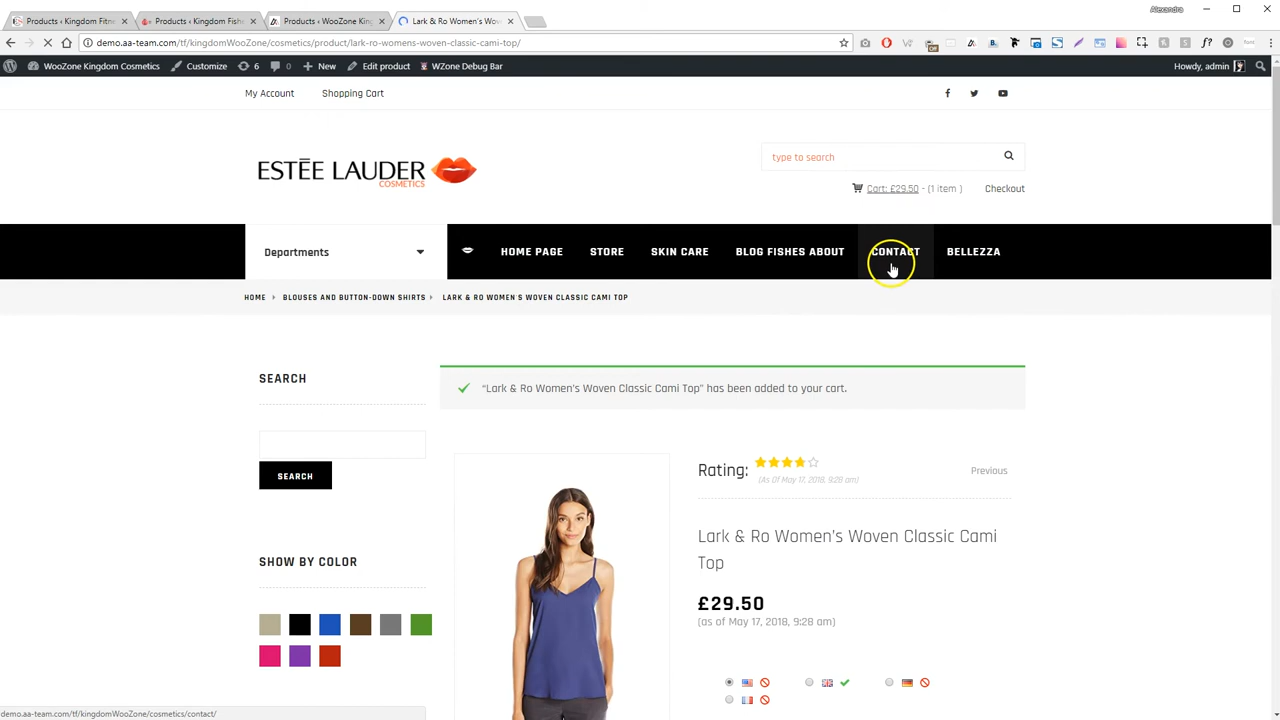 Alexandra
Products ‹ Kingdom Fitn
Products ‹ Kingdom Fishe
Products ‹ WooZone King
Lark & Ro Women's Wov
demo.aa-team.com/tf/kingdomWooZone/cosmetics/product/lark-ro-womens-woven-classic-cami-top/
WooZone Kingdom Cosmetics
Customize
6
0
+ New
Edit product
WZone Debug Bar
Howdy, admin
My Account
Shopping Cart
ESTĒE LAUDER
COSMETICS
type to search
Cart: £29.50 - (1 item )
Checkout
Departments
HOME PAGE
STORE
SKIN CARE
BLOG FISHES ABOUT
CONTACT
BELLEZZA
HOME
BLOUSES AND BUTTON-DOWN SHIRTS
LARK & RO WOMEN'S WOVEN CLASSIC CAMI TOP
SEARCH
"Lark & Ro Women's Woven Classic Cami Top" has been added to your cart.
SEARCH
Rating:
(As Of May 17, 2018, 9:28 am)
Previous
Lark & Ro Women's Woven Classic Cami
Top
SHOW BY COLOR
£29.50
(as of May 17, 2018, 9:28 am)
demo.aa-team.com/tf/kingdomWooZone/cosmetics/contact/